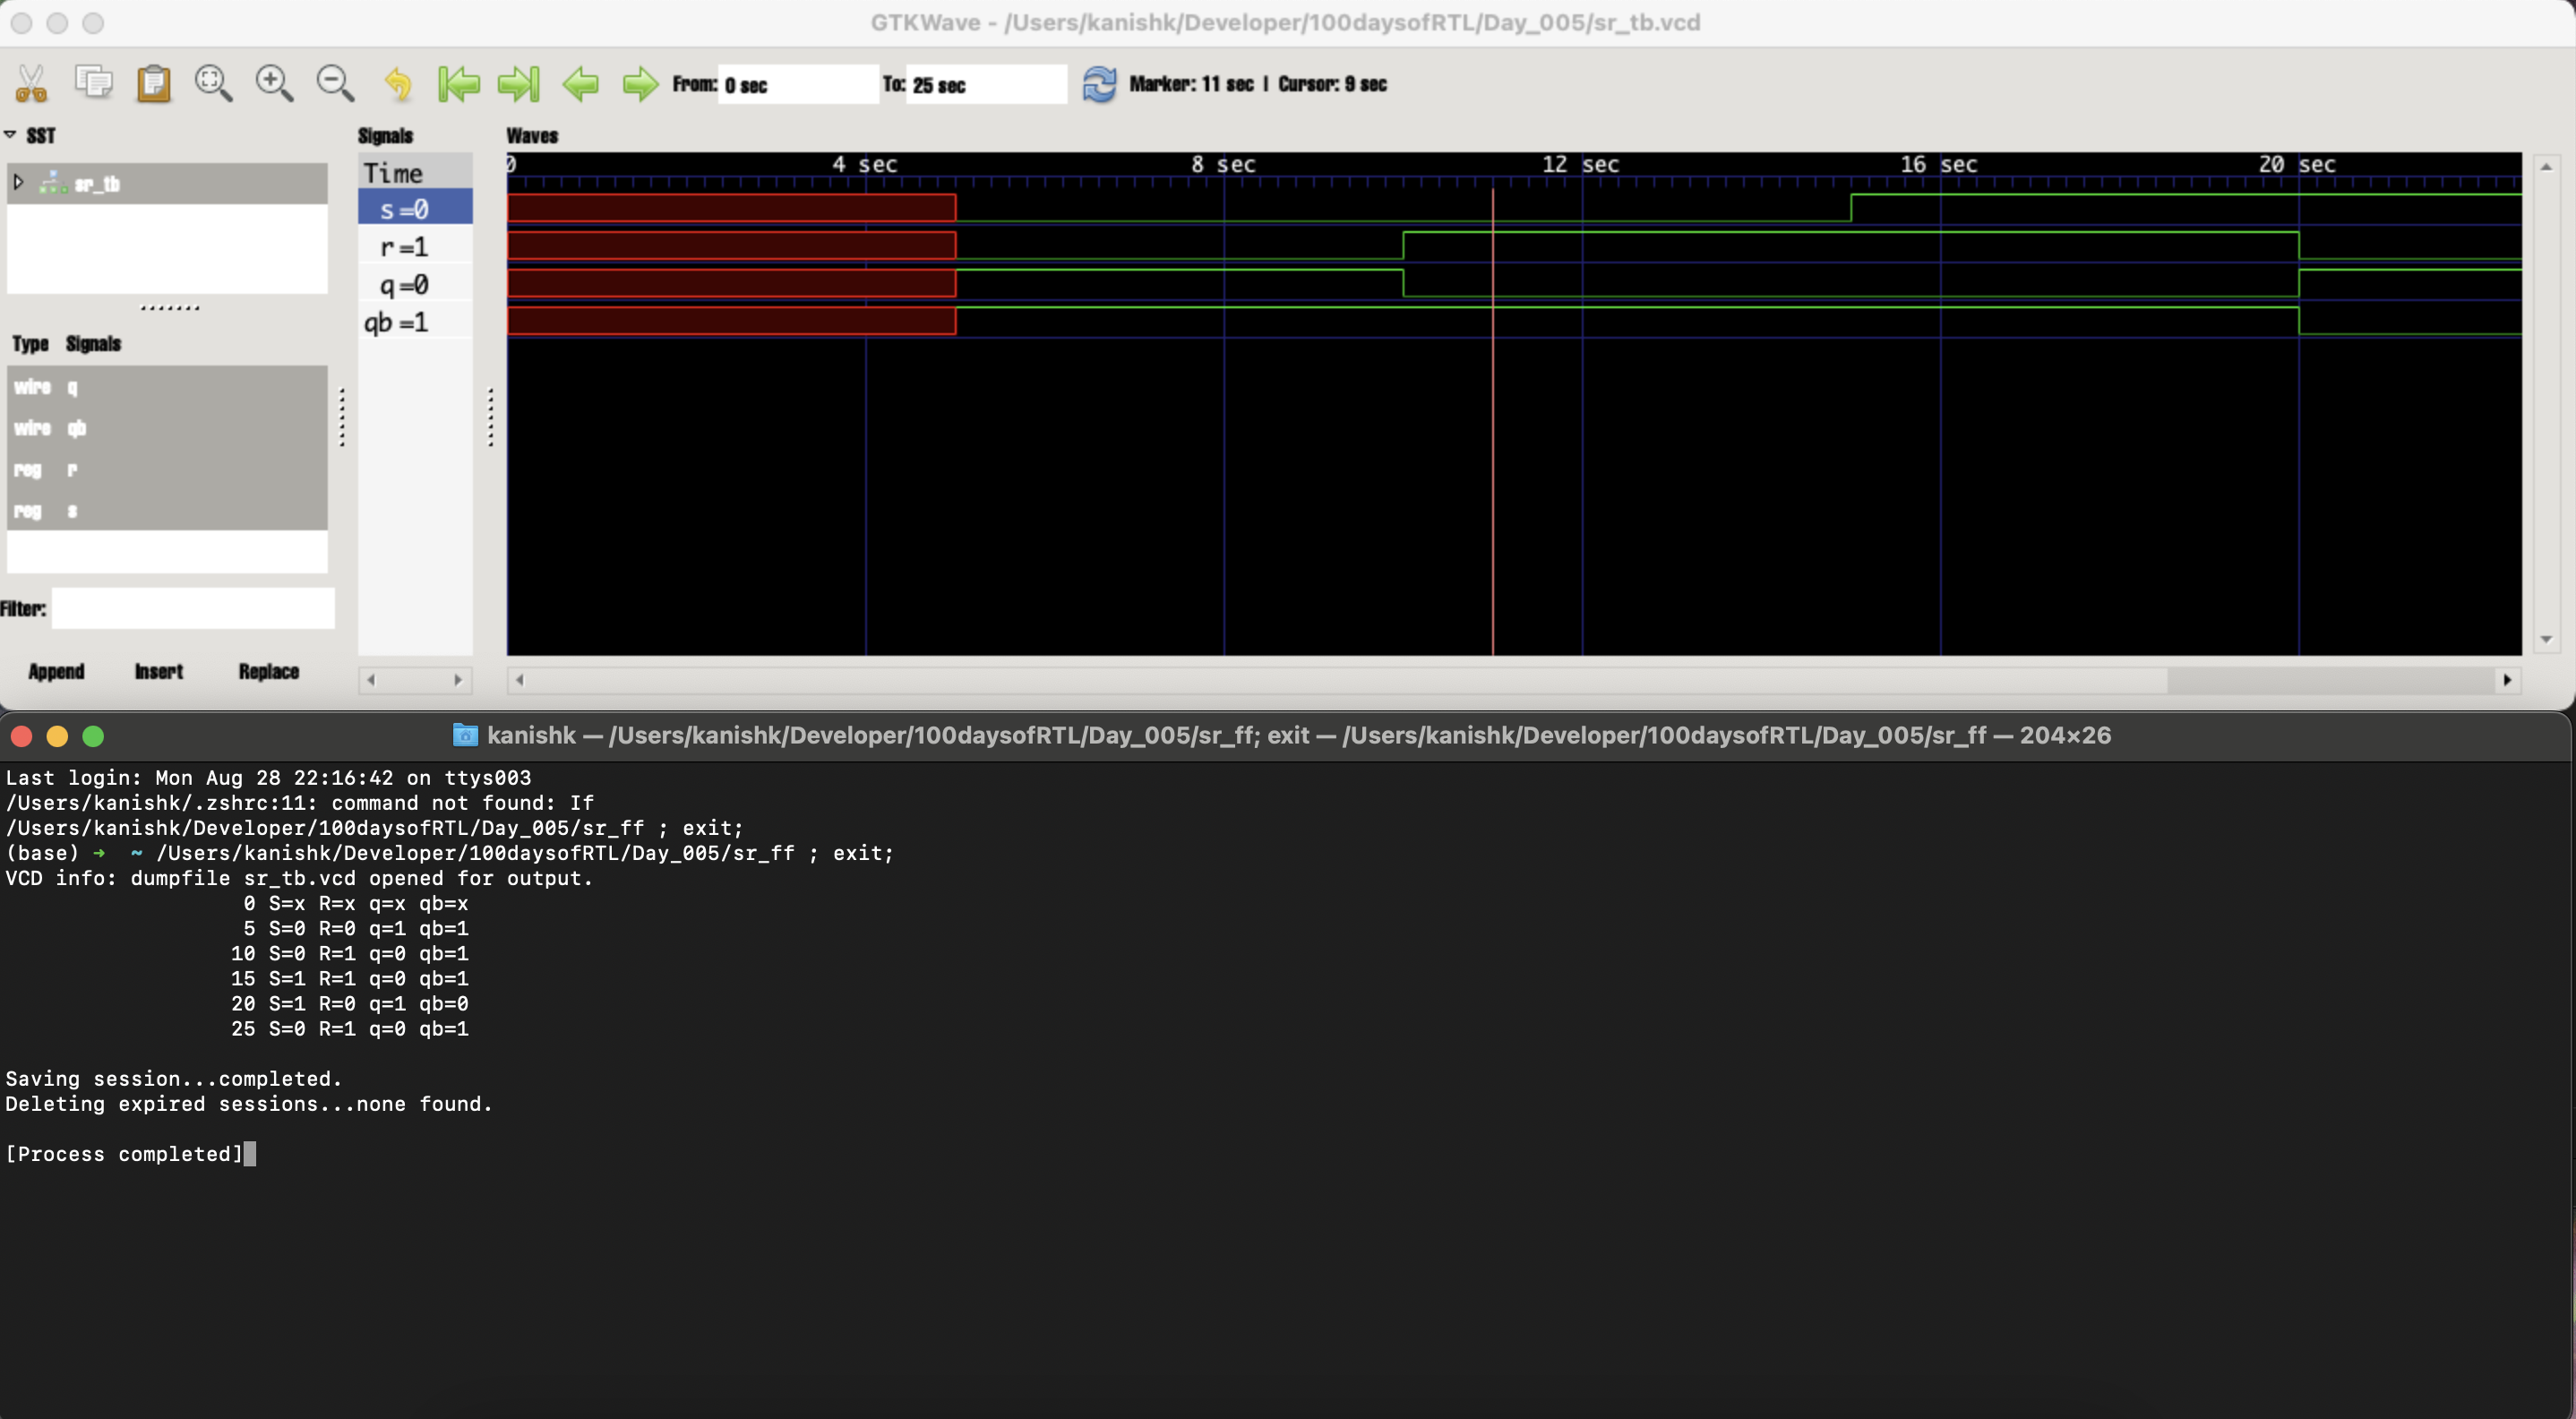 GTKWave - /Users/kanishk/Developer/100daysofRTL/Day_005/sr_tb.vcd
From: 0 sec To: 25 sec Marker: 11 sec | Cursor: 9 sec
SST
sr_tb
Type Signals
wire q
wire qb
reg r
reg s
Filter:
Append Insert Replace
Signals
Time
s=0
r=1
q=0
qb=1
Waves
0 4 sec 8 sec 12 sec 16 sec 20 sec
kanishk — /Users/kanishk/Developer/100daysofRTL/Day_005/sr_ff; exit — /Users/kanishk/Developer/100daysofRTL/Day_005/sr_ff — 204×26
Last login: Mon Aug 28 22:16:42 on ttys003
/Users/kanishk/.zshrc:11: command not found: If
/Users/kanishk/Developer/100daysofRTL/Day_005/sr_ff ; exit;
(base) ➜  ~ /Users/kanishk/Developer/100daysofRTL/Day_005/sr_ff ; exit;
VCD info: dumpfile sr_tb.vcd opened for output.
0 S=x R=x q=x qb=x
5 S=0 R=0 q=1 qb=1
10 S=0 R=1 q=0 qb=1
15 S=1 R=1 q=0 qb=1
20 S=1 R=0 q=1 qb=0
25 S=0 R=1 q=0 qb=1
Saving session...completed.
Deleting expired sessions...none found.
[Process completed]